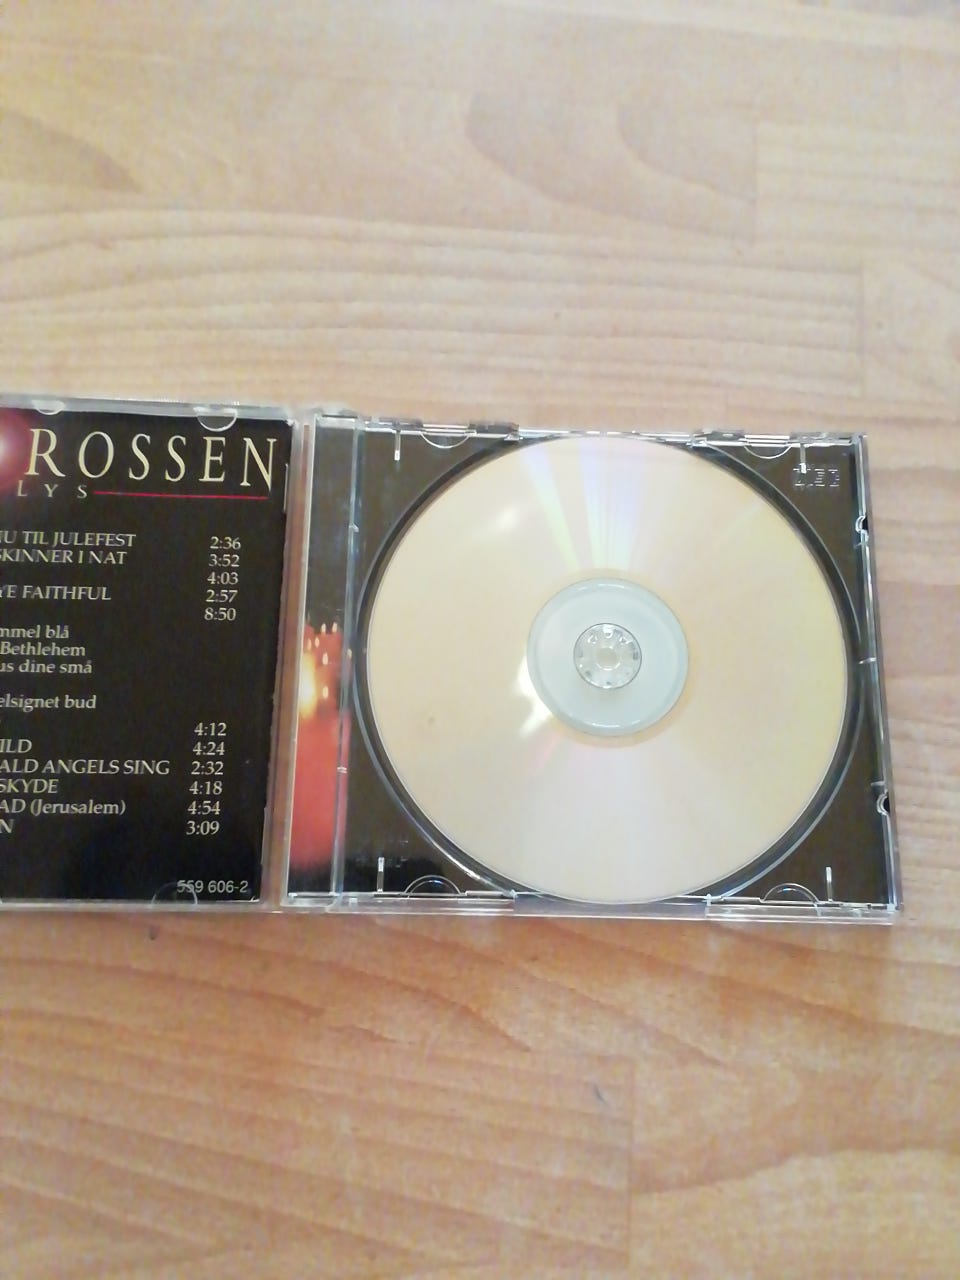 ROSSEN
LYS
NU TIL JULEFEST 2:36
SKINNER I NAT 3:52
4:03
YE FAITHFUL 2:57
8:50
mmel blå
Bethlehem
us dine små
elsignet bud
4:12
ILD 4:24
ALD ANGELS SING 2:32
SKYDE 4:18
AD (Jerusalem) 4:54
N 3:09
559 606-2